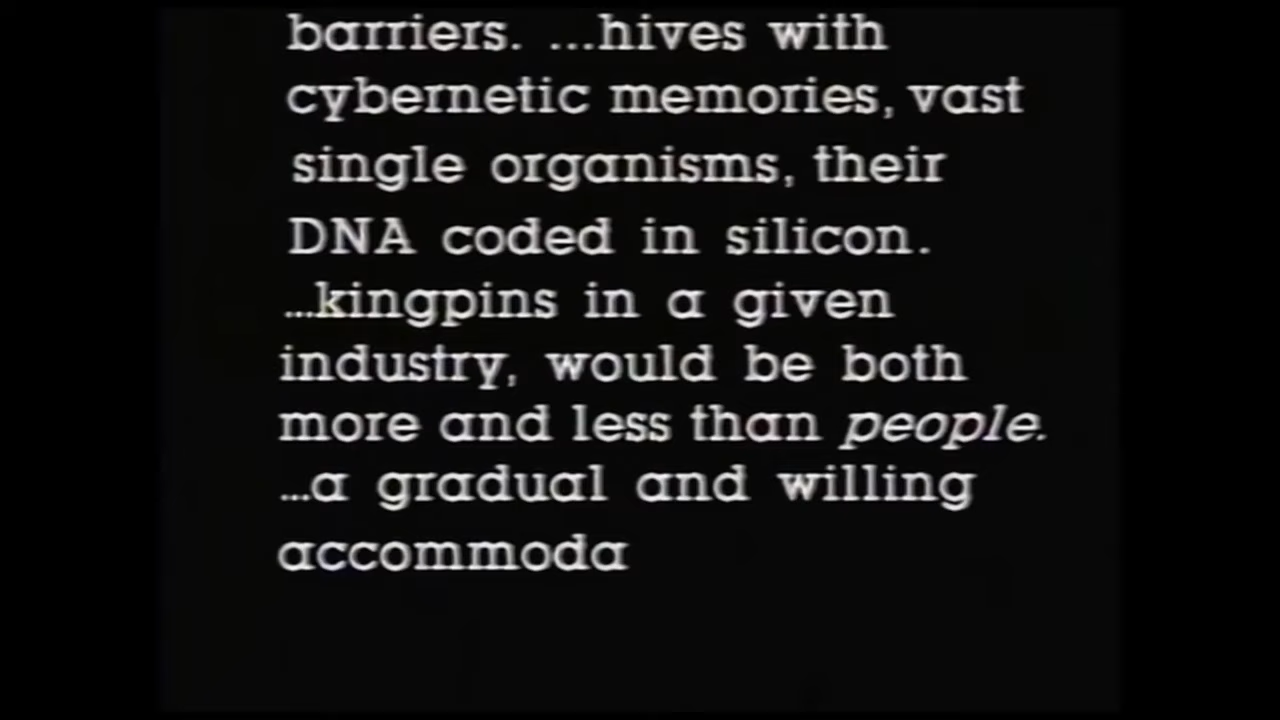 barriers. ...hives with
cybernetic memories, vast
single organisms, their
DNA coded in silicon.
...kingpins in a given
industry, would be both
more and less than people.
...a gradual and willing
accommoda